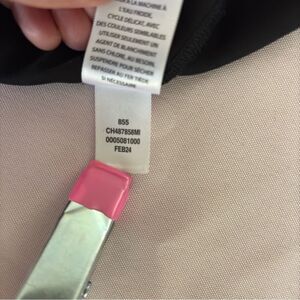 À LA MACHINE À
L'EAU FROIDE,
CYCLE DÉLICAT, AVEC
DES COULEURS SEMBLABLES
UTILISER SEULEMENT UN
AGENT DE BLANCHIMENT
SANS CHLORE, AU BESOIN,
SUSPENDRE POUR SÉCHER
REPASSER AU FER TIÈDE
SI NÉCESSAIRE
855
CH487858MI
0005081000
FEB24